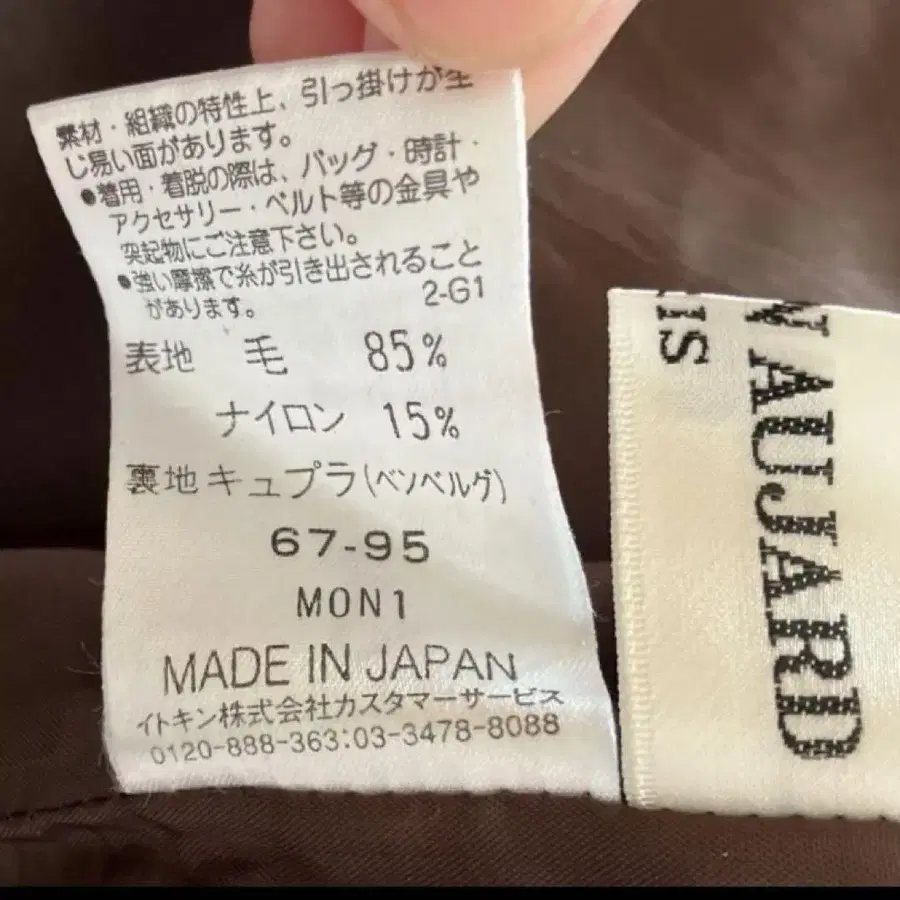 素材・組織の特性上、引っ掛けが生
じ易い面があります。
●着用・着脱の際は、バッグ・時計・
アクセサリー・ベルト等の金具や
突起物にご注意下さい。
●強い摩擦で糸が引き出されること
があります。
2-G1
表地 毛 85%
ナイロン 15%
裏地 キュプラ(ベンベルグ)
67-95
MON1
MADE IN JAPAN
イトキン株式会社カスタマーサービス
0120-888-363:03-3478-8088
N AUJARD
IS